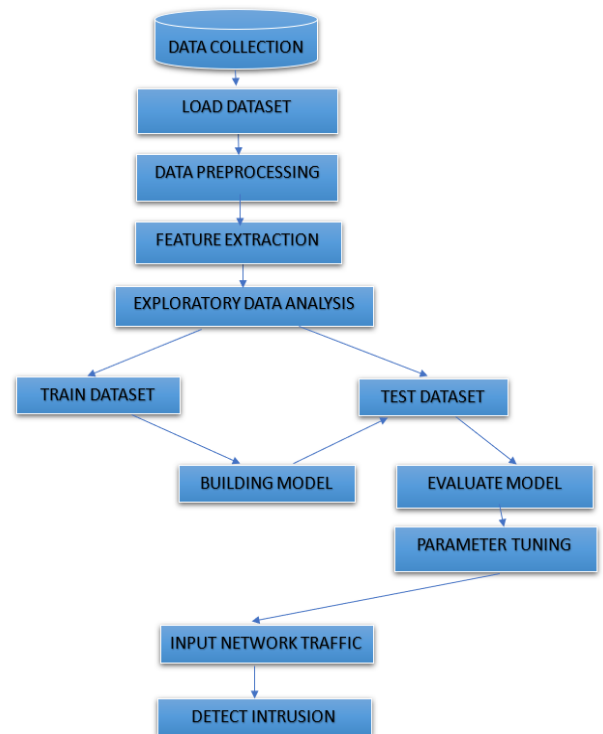 DATA COLLECTION
LOAD DATASET
DATA PREPROCESSING
FEATURE EXTRACTION
EXPLORATORY DATA ANALYSIS
TRAIN DATASET
TEST DATASET
BUILDING MODEL
EVALUATE MODEL
PARAMETER TUNING
INPUT NETWORK TRAFFIC
DETECT INTRUSION